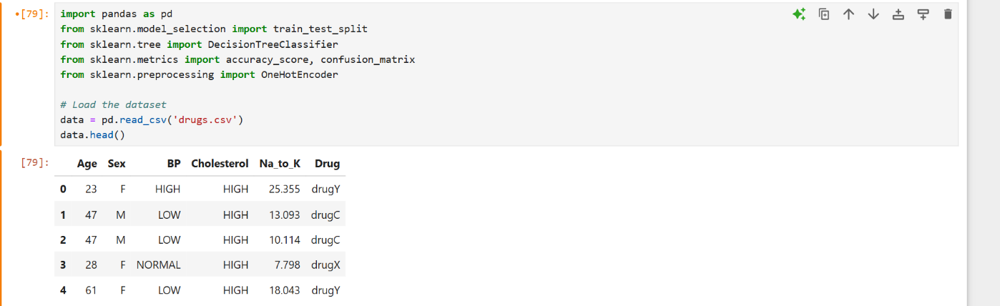 [79]:
import pandas as pd
from sklearn.model_selection import train_test_split
from sklearn.tree import DecisionTreeClassifier
from sklearn.metrics import accuracy_score, confusion_matrix
from sklearn.preprocessing import OneHotEncoder
# Load the dataset
data = pd.read_csv('drugs.csv')
data.head()
[79]:
Age Sex BP Cholesterol Na_to_K Drug
0 23 F HIGH HIGH 25.355 drugY
1 47 M LOW HIGH 13.093 drugC
2 47 M LOW HIGH 10.114 drugC
3 28 F NORMAL HIGH 7.798 drugX
4 61 F LOW HIGH 18.043 drugY